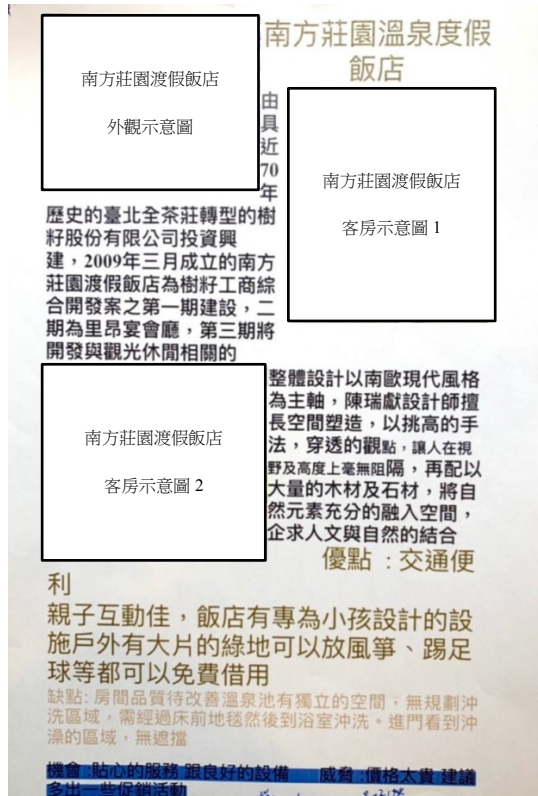 南方莊園溫泉度假
飯店
南方莊園渡假飯店
外觀示意圖
由
具
近
70
年
南方莊園渡假飯店
客房示意圖 1
歷史的臺北全茶莊轉型的樹
籽股份有限公司投資興
建，2009年三月成立的南方
莊園渡假飯店為樹籽工商綜
合開發案之第一期建設，二
期為里昂宴會廳，第三期將
開發與觀光休閒相關的
南方莊園渡假飯店
客房示意圖 2
整體設計以南歐現代風格
為主軸，陳瑞獻設計師擅
長空間塑造，以挑高的手
法，穿透的觀點，讓人在視
野及高度上毫無阻隔，再配以
大量的木材及石材，將自
然元素充分的融入空間，
企求人文與自然的結合
優點 ：交通便
利
親子互動佳，飯店有專為小孩設計的設
施戶外有大片的綠地可以放風箏、踢足
球等都可以免費借用
缺點: 房間品質待改善溫泉池有獨立的空間，無規劃沖
洗區域，需經過床前地毯然後到浴室沖洗。進門看到沖
澡的區域，無遮擋
機會 :貼心的服務 跟良好的設備 威脅 :價格太貴 建議
多出一些促銷活動